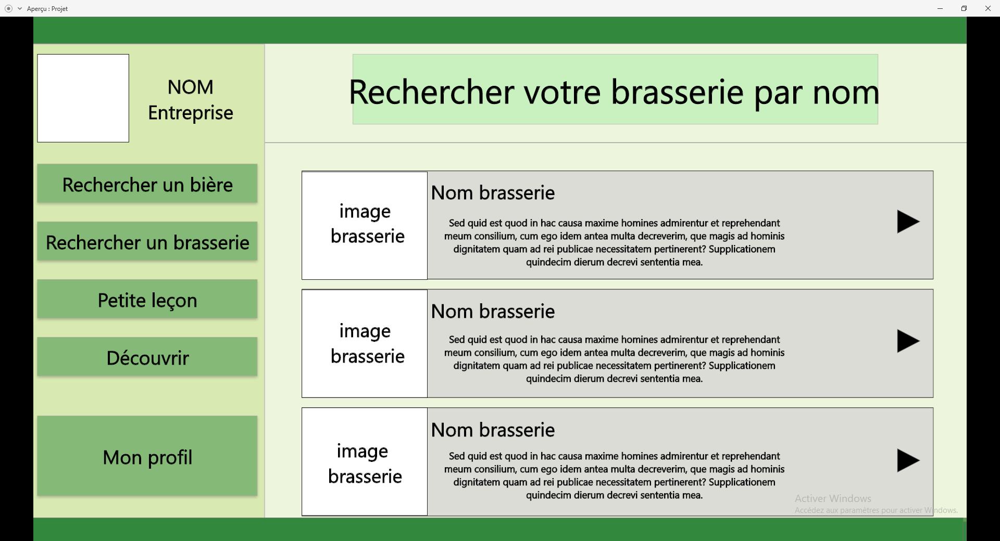 Aperçu : Projet
NOM
Entreprise
Rechercher un bière
Rechercher un brasserie
Petite leçon
Découvrir
Mon profil
Rechercher votre brasserie par nom
image
brasserie
Nom brasserie
Sed quid est quod in hac causa maxime homines admirentur et reprehendant
meum consilium, cum ego idem antea multa decreverim, que magis ad hominis
dignitatem quam ad rei publicae necessitatem pertinerent? Supplicationem
quindecim dierum decrevi sententia mea.
image
brasserie
Nom brasserie
Sed quid est quod in hac causa maxime homines admirentur et reprehendant
meum consilium, cum ego idem antea multa decreverim, que magis ad hominis
dignitatem quam ad rei publicae necessitatem pertinerent? Supplicationem
quindecim dierum decrevi sententia mea.
image
brasserie
Nom brasserie
Sed quid est quod in hac causa maxime homines admirentur et reprehendant
meum consilium, cum ego idem antea multa decreverim, que magis ad hominis
dignitatem quam ad rei publicae necessitatem pertinerent? Supplicationem
quindecim dierum decrevi sententia mea.
Activer Windows
Accédez aux paramètres pour activer Windows.